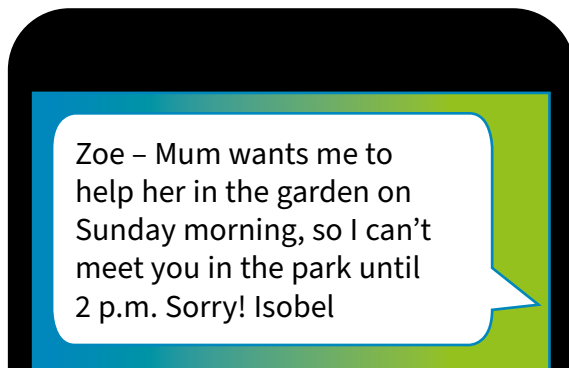 Zoe – Mum wants me to
help her in the garden on
Sunday morning, so I can’t
meet you in the park until
2 p.m. Sorry! Isobel